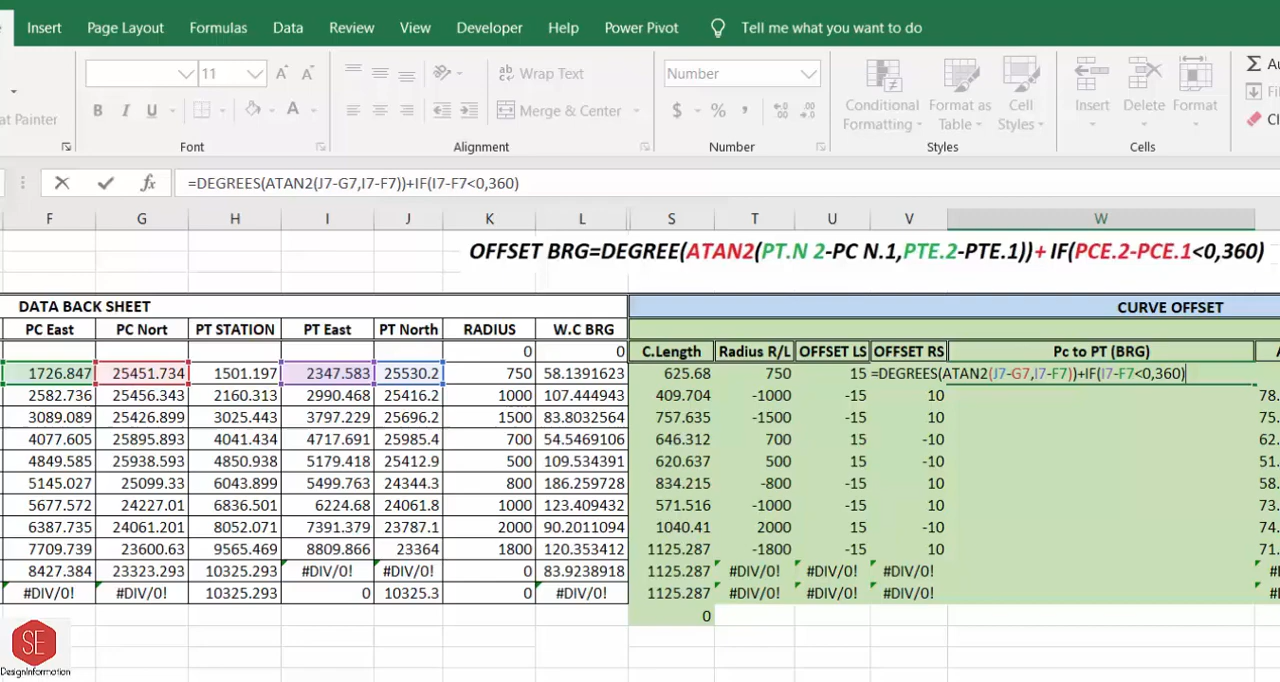 Insert Page Layout Formulas Data Review View Developer Help Power Pivot Tell me what you want to do
11 A A ab Wrap Text Number
at Painter B I U A Merge & Center $ % , Conditional Formatting Format as Table Cell Styles Insert Delete Format
Font Alignment Number Styles Cells
=DEGREES(ATAN2(J7-G7,I7-F7))+IF(I7-F7<0,360)
F G H I J K L S T U V W
OFFSET BRG=DEGREE(ATAN2(PT.N 2-PC N.1,PTE.2-PTE.1))+ IF(PCE.2-PCE.1<0,360)
DATA BACK SHEET CURVE OFFSET
PC East PC Nort PT STATION PT East PT North RADIUS W.C BRG
0 0 C.Length Radius R/L OFFSET LS OFFSET RS Pc to PT (BRG)
1726.847 25451.734 1501.197 2347.583 25530.2 750 58.1391623 625.68 750 15 =DEGREES(ATAN2(J7-G7,I7-F7))+IF(I7-F7<0,360)
2582.736 25456.343 2160.313 2990.468 25416.2 1000 107.444943 409.704 -1000 -15 10 78.
3089.089 25426.899 3025.443 3797.229 25696.2 1500 83.8032564 757.635 -1500 -15 10 75.
4077.605 25895.893 4041.434 4717.691 25985.4 700 54.5469106 646.312 700 15 -10 62.
4849.585 25938.593 4850.938 5179.418 25412.9 500 109.534391 620.637 500 15 -10 51.
5145.027 25099.33 6043.899 5499.763 24344.3 800 186.259728 834.215 -800 -15 10 58.
5677.572 24227.01 6836.501 6224.68 24061.8 1000 123.409432 571.516 -1000 -15 10 73.
6387.735 24061.201 8052.071 7391.379 23787.1 2000 90.2011094 1040.41 2000 15 -10 74.
7709.739 23600.63 9565.469 8809.866 23364 1800 120.353412 1125.287 -1800 -15 10 71.
8427.384 23323.293 10325.293 #DIV/0! #DIV/0! 0 83.9238918 1125.287 #DIV/0! #DIV/0! #DIV/0!
#DIV/0! #DIV/0! 10325.293 0 10325.3 0 #DIV/0! 1125.287 #DIV/0! #DIV/0! #DIV/0!
0
SE
DesignInformation